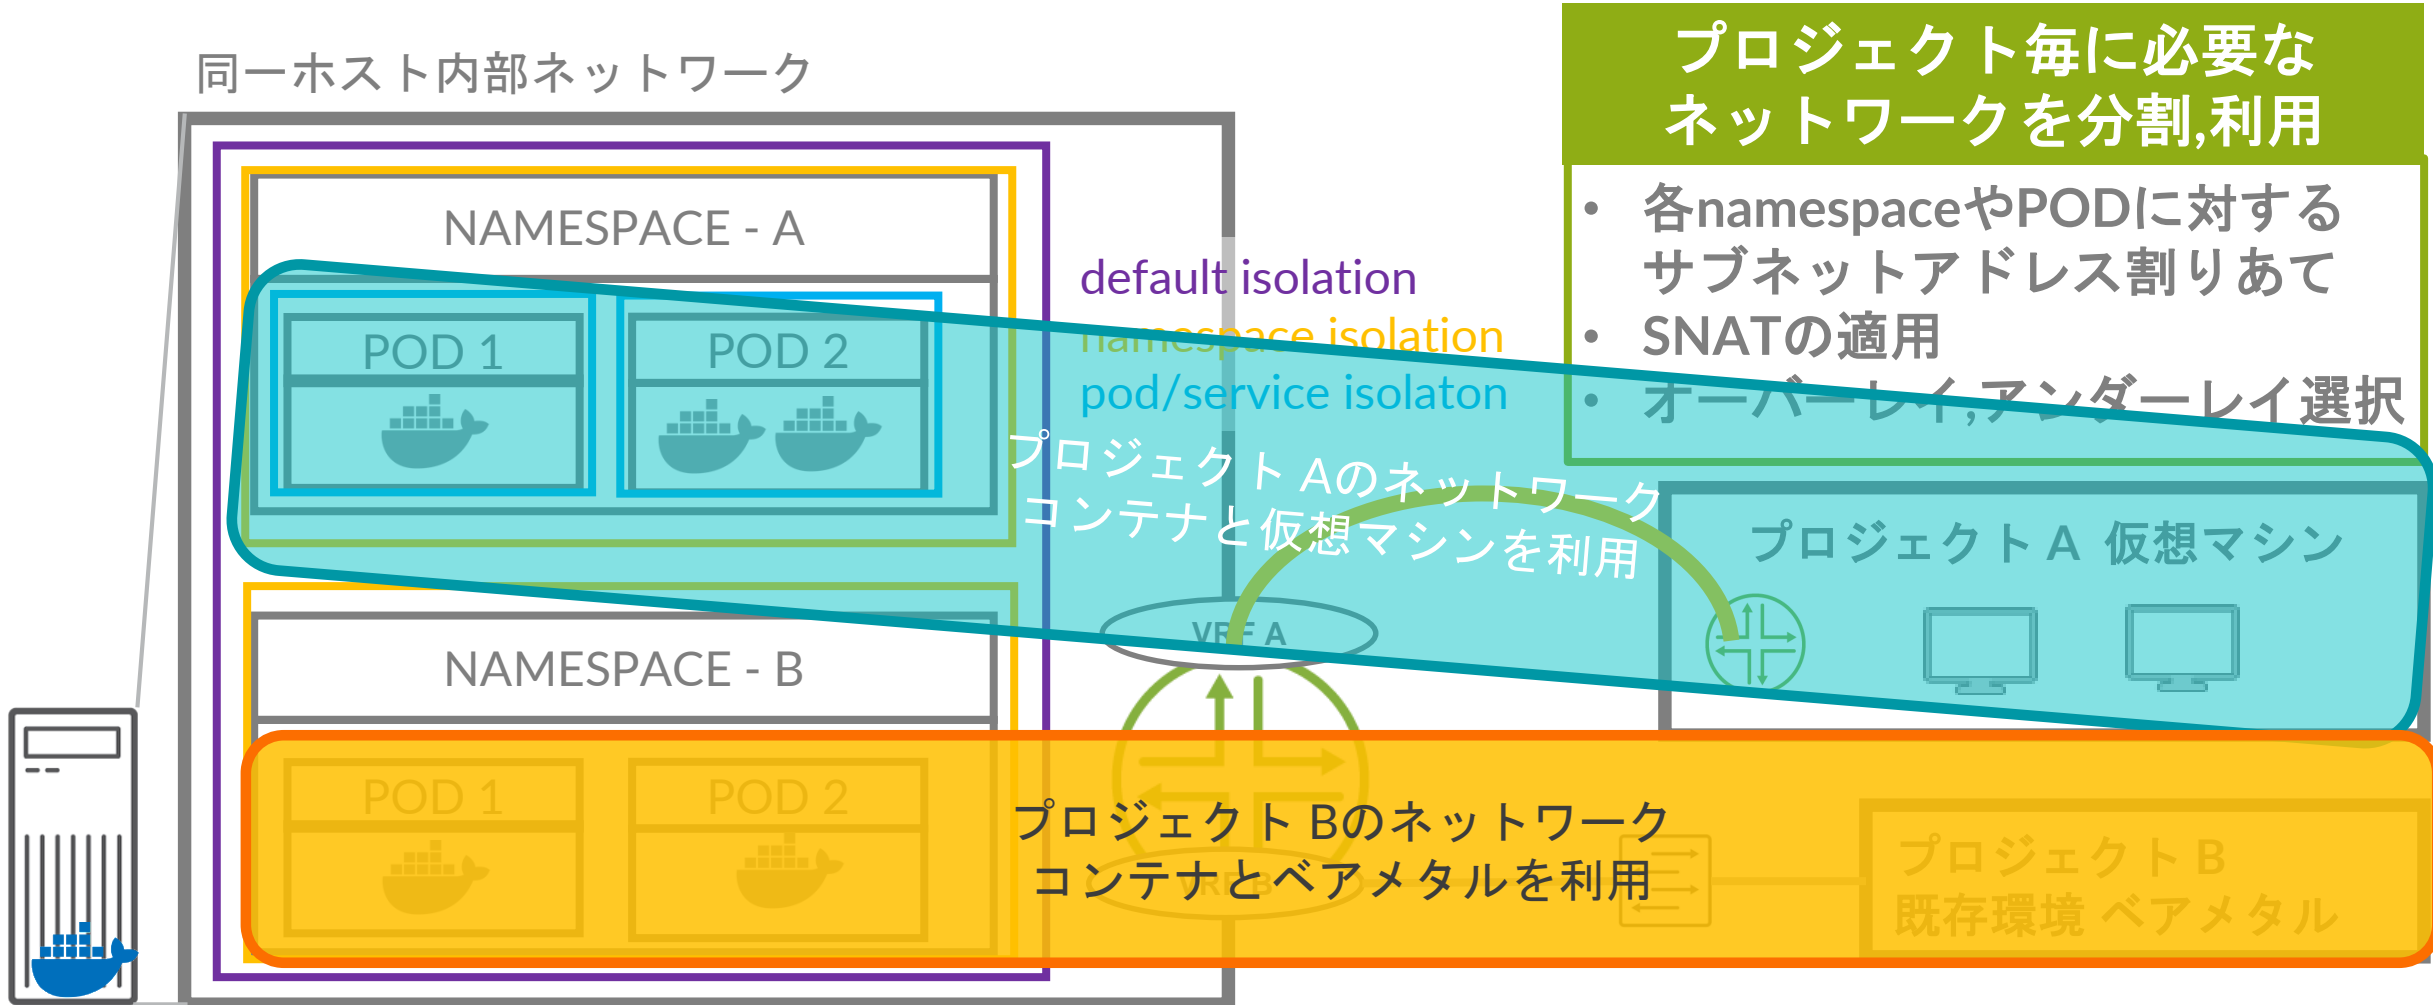 同一ホスト内部ネットワーク
プロジェクト毎に必要な
ネットワークを分割,利用
• 各namespaceやPODに対する
サブネットアドレス割りあて
• SNATの適用
• オーバーレイ,アンダーレイ選択
NAMESPACE - A
default isolation
namespace isolation
pod/service isolaton
POD 1
POD 2
プロジェクト Aのネットワーク
コンテナと仮想マシンを利用
プロジェクト A 仮想マシン
VRF A
NAMESPACE - B
POD 1
POD 2
プロジェクト Bのネットワーク
コンテナとベアメタルを利用
VRF B
プロジェクト B
既存環境 ベアメタル